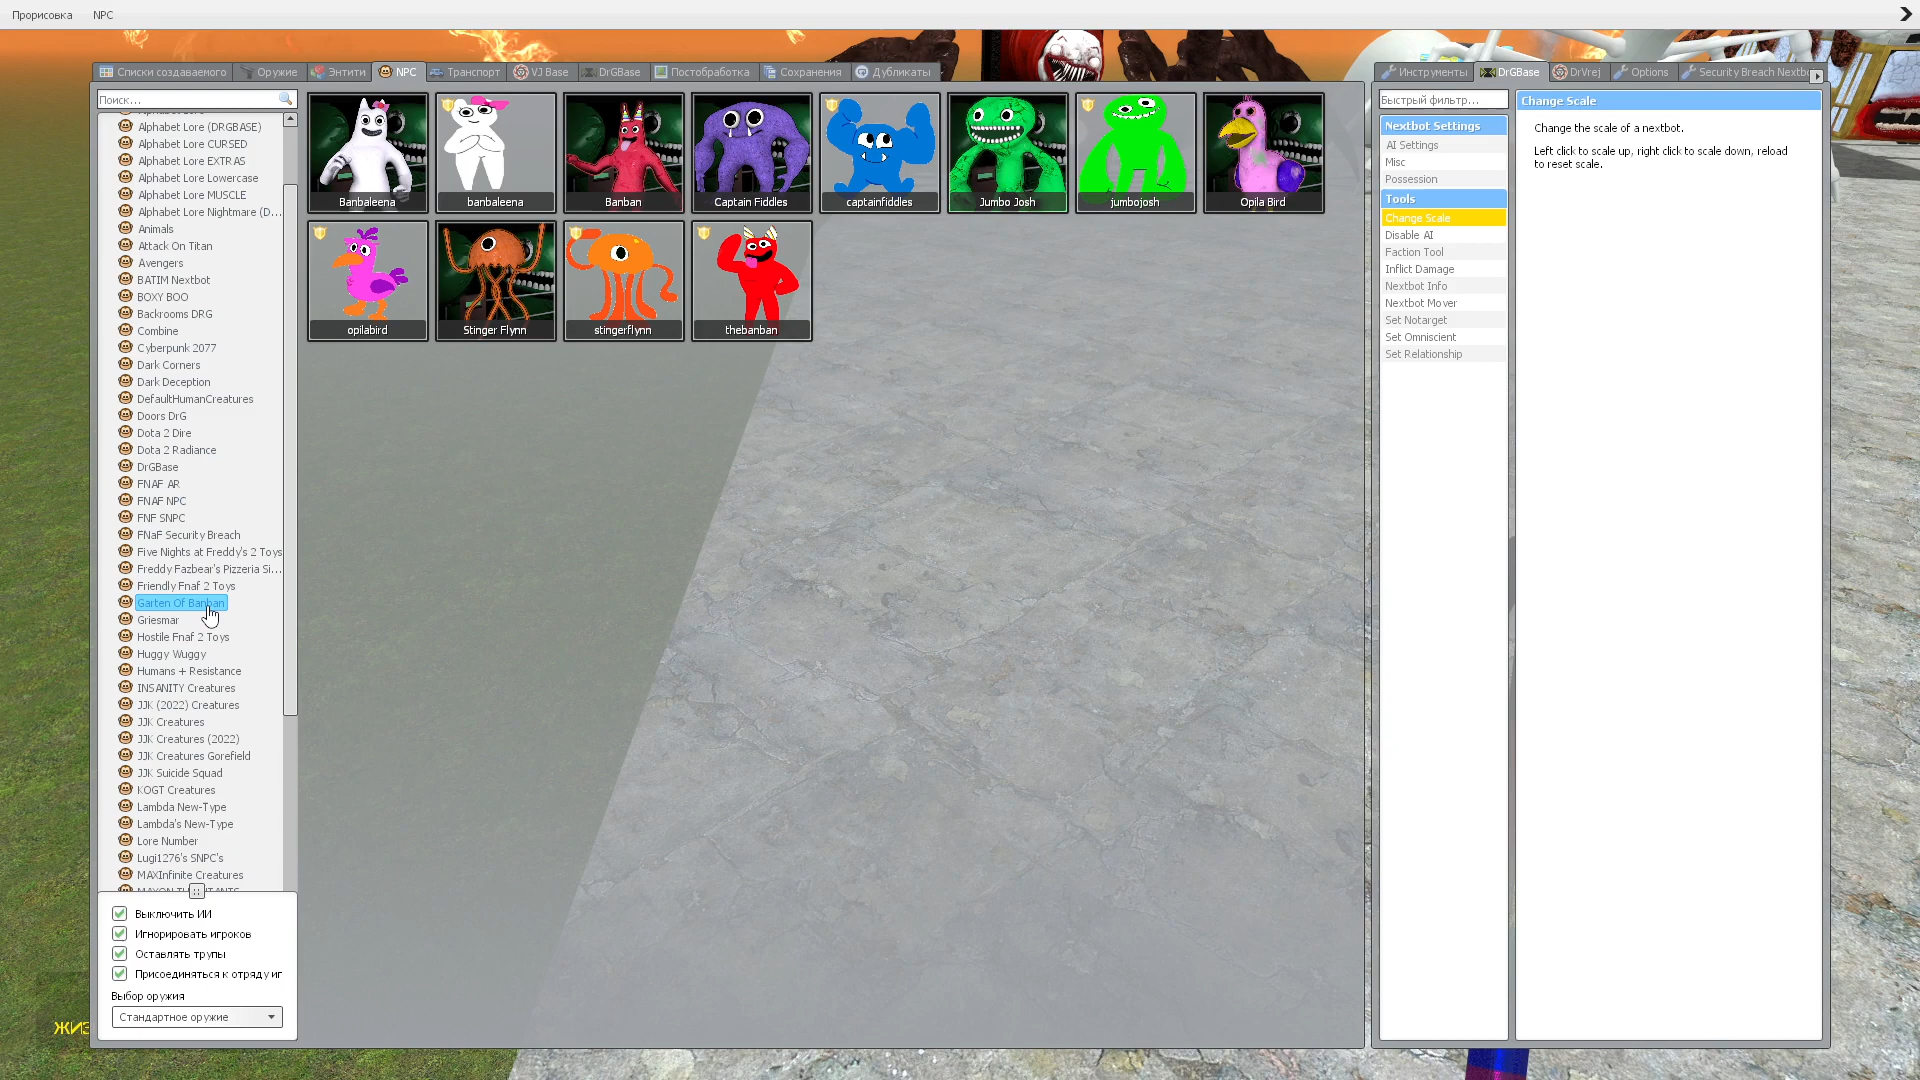 Прорисовка NPC
Списки создаваемого Оружие Энтити NPC Транспорт VJ Base DrGBase Постобработка Сохранения Дубликаты
Поиск...
Alphabet Lore (DRGBASE)
Alphabet Lore CURSED
Alphabet Lore EXTRAS
Alphabet Lore Lowercase
Alphabet Lore MUSCLE
Alphabet Lore Nightmare (D...
Animals
Attack On Titan
Avengers
BATIM Nextbot
BOXY BOO
Backrooms DRG
Combine
Cyberpunk 2077
Dark Corners
Dark Deception
DefaultHumanCreatures
Doors DrG
Dota 2 Dire
Dota 2 Radiance
DrGBase
FNAF AR
FNAF NPC
FNF SNPC
FNaF Security Breach
Five Nights at Freddy's 2 Toys
Freddy Fazbear's Pizzeria Si...
Friendly Fnaf 2 Toys
Garten Of Banban
Griesmar
Hostile Fnaf 2 Toys
Huggy Wuggy
Humans + Resistance
INSANITY Creatures
JJK (2022) Creatures
JJK Creatures
JJK Creatures (2022)
JJK Creatures Gorefield
JJK Suicide Squad
KOGT Creatures
Lambda New-Type
Lambda's New-Type
Lore Number
Lugi1276's SNPC's
MAXInfinite Creatures
Выключить ИИ
Игнорировать игроков
Оставлять трупы
Присоединяться к отряду иг
Выбор оружия
Стандартное оружие
ЖИЗ
Banbaleena banbaleena Banban Captain Fiddles captainfiddles Jumbo Josh jumbojosh Opila Bird
opilabird Stinger Flynn stingerflynn thebanban
Инструменты DrGBase DrVrej Options Security Breach Nextbo
Быстрый фильтр...
Nextbot Settings
AI Settings
Misc
Possession
Tools
Change Scale
Disable AI
Faction Tool
Inflict Damage
Nextbot Info
Nextbot Mover
Set Notarget
Set Omniscient
Set Relationship
Change Scale
Change the scale of a nextbot.
Left click to scale up, right click to scale down, reload
to reset scale.